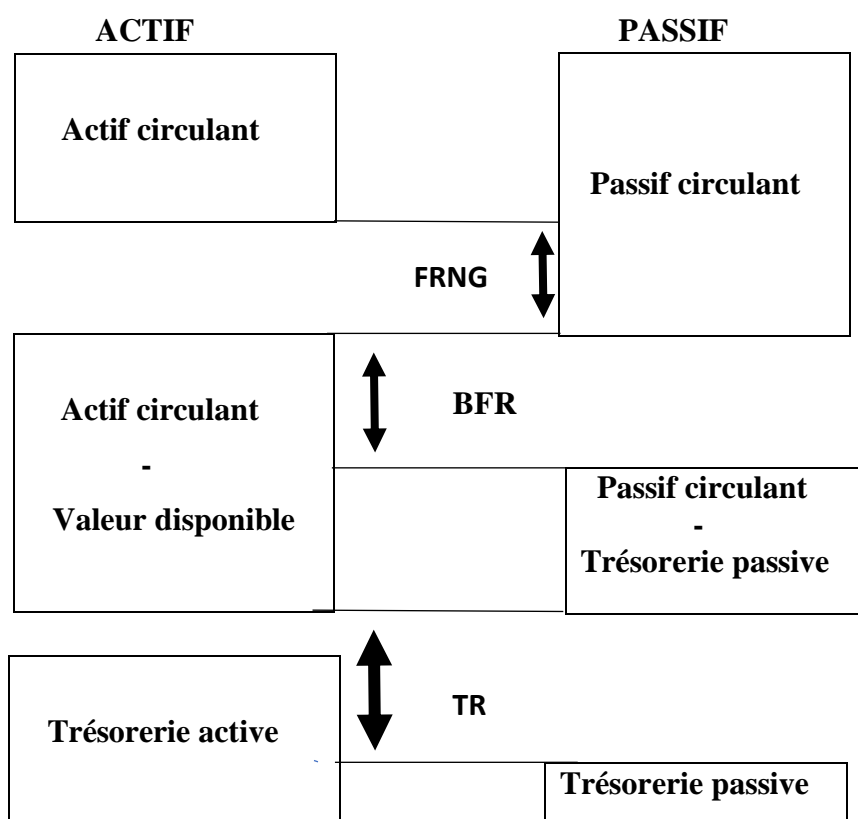 ACTIF
PASSIF
Actif circulant
Passif circulant
FRNG
Actif circulant
-
Valeur disponible
BFR
Passif circulant
-
Trésorerie passive
Trésorerie active
TR
Trésorerie passive